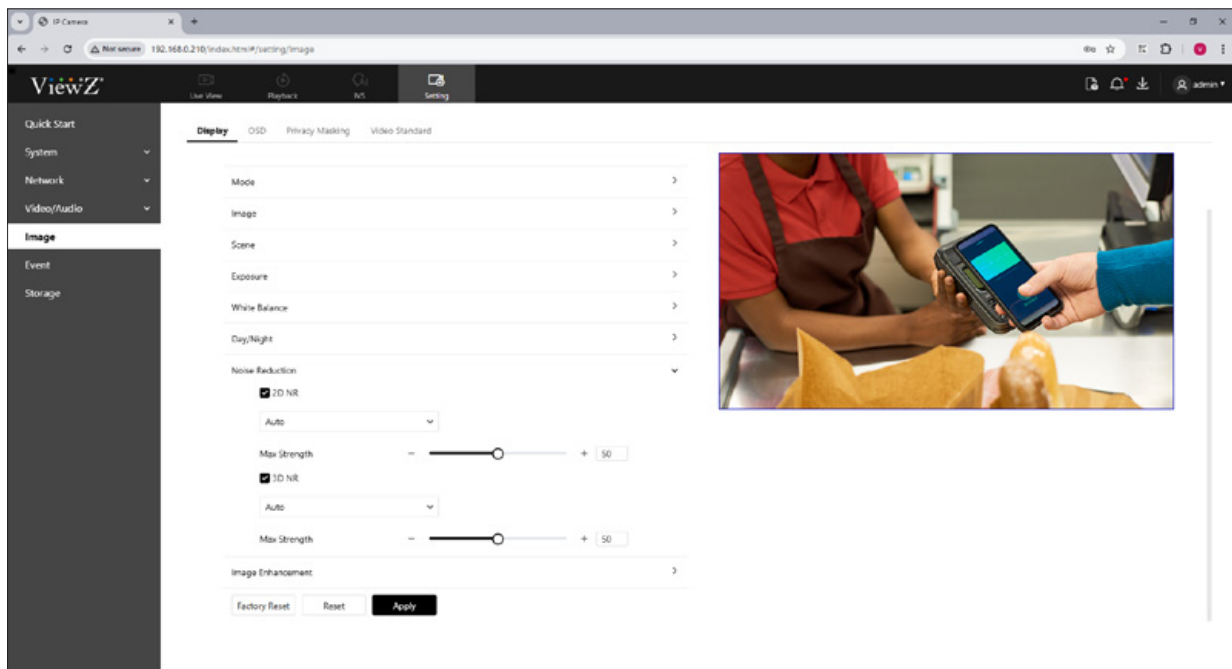 IP Camera
Not secure 192.168.0.210/index.html#/setting/image
ViewZ
Live View Playback IVS Setting
admin
Quick Start
System
Network
Video/Audio
Image
Event
Storage
Display OSD Privacy Masking Video Standard
Mode
Image
Scene
Exposure
White Balance
Day/Night
Noise Reduction
2D NR
Auto
Max Strength - + 50
3D NR
Auto
Max Strength - + 50
Image Enhancement
Factory Reset Reset Apply